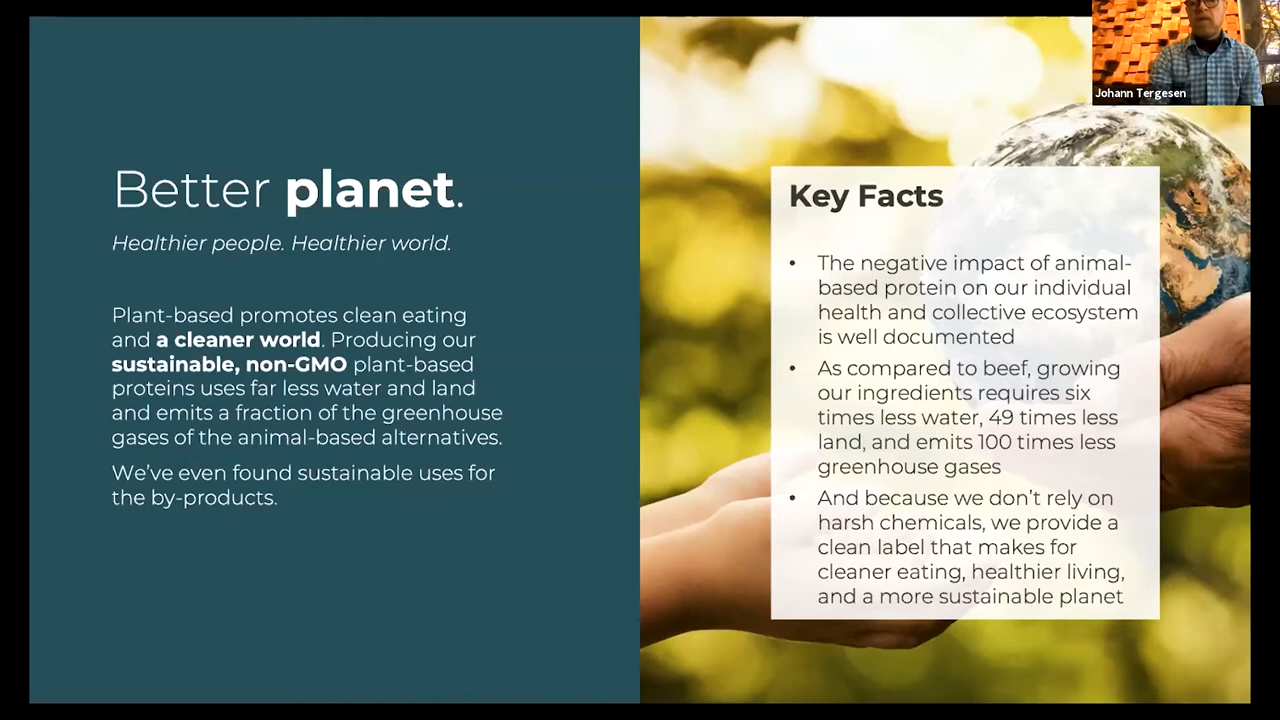 Johann Tergesen
Better planet.
Healthier people. Healthier world.
Plant-based promotes clean eating
and a cleaner world. Producing our
sustainable, non-GMO plant-based
proteins uses far less water and land
and emits a fraction of the greenhouse
gases of the animal-based alternatives.
We've even found sustainable uses for
the by-products.
Key Facts
• The negative impact of animal-
based protein on our individual
health and collective ecosystem
is well documented
• As compared to beef, growing
our ingredients requires six
times less water, 49 times less
land, and emits 100 times less
greenhouse gases
• And because we don't rely on
harsh chemicals, we provide a
clean label that makes for
cleaner eating, healthier living,
and a more sustainable planet